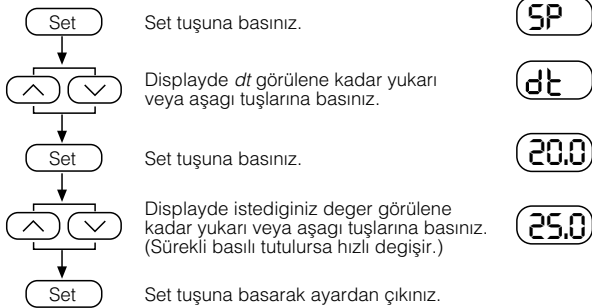 Set Set tuşuna basınız. SP
Displayde dt görülene kadar yukarı dt
veya aşagı tuşlarına basınız.
Set Set tuşuna basınız. 20.0
Displayde istediginiz deger görülene
kadar yukarı veya aşagı tuşlarına basınız. 25.0
(Sürekli basılı tutulursa hızlı degişir.)
Set Set tuşuna basarak ayardan çıkınız.